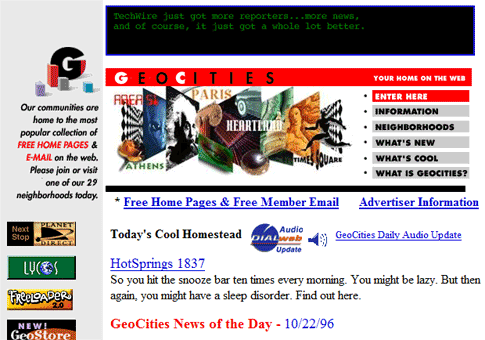 TechWire just got more reporters...more news,
and of course, it just got a whole lot better.
G
Our communities are
home to the most
popular collection of
FREE HOME PAGES &
E-MAIL on the web.
Please join or visit
one of our 29
neighborhoods today.
Next Stop PLANET DIRECT
LYCOS
FREELOADER 2.0
NEW!
GeoStore
GEOCITIES
YOUR HOME ON THE WEB
AREA 51
PARIS
HEARTLAND
ATHENS
TIMES SQUARE
• ENTER HERE
• INFORMATION
• NEIGHBORHOODS
• WHAT'S NEW
• WHAT'S COOL
• WHAT IS GEOCITIES?
* Free Home Pages & Free Member Email Advertiser Information
Today's Cool Homestead Audio DIALweb Update GeoCities Daily Audio Update
HotSprings 1837
So you hit the snooze bar ten times every morning. You might be lazy. But then
again, you might have a sleep disorder. Find out here.
GeoCities News of the Day - 10/22/96